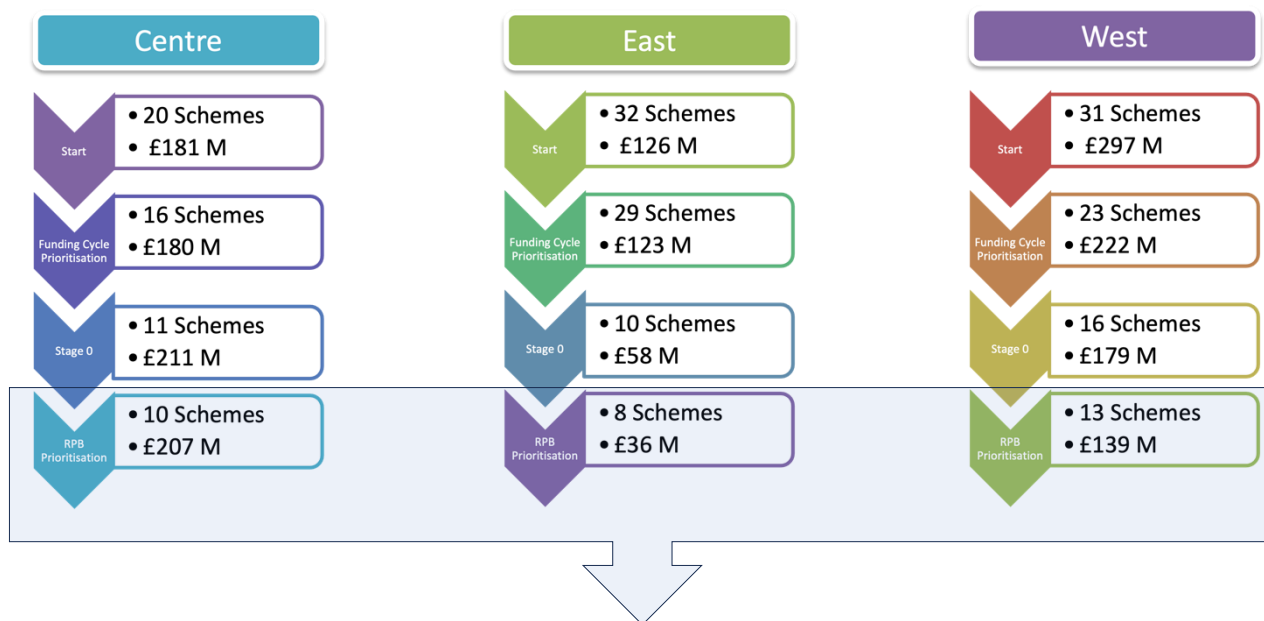 Centre
Start
• 20 Schemes
• £181 M
Funding Cycle
Prioritisation
• 16 Schemes
• £180 M
Stage 0
• 11 Schemes
• £211 M
RPB
Prioritisation
• 10 Schemes
• £207 M
East
Start
• 32 Schemes
• £126 M
Funding Cycle
Prioritisation
• 29 Schemes
• £123 M
Stage 0
• 10 Schemes
• £58 M
RPB
Prioritisation
• 8 Schemes
• £36 M
West
Start
• 31 Schemes
• £297 M
Funding Cycle
Prioritisation
• 23 Schemes
• £222 M
Stage 0
• 16 Schemes
• £179 M
RPB
Prioritisation
• 13 Schemes
• £139 M